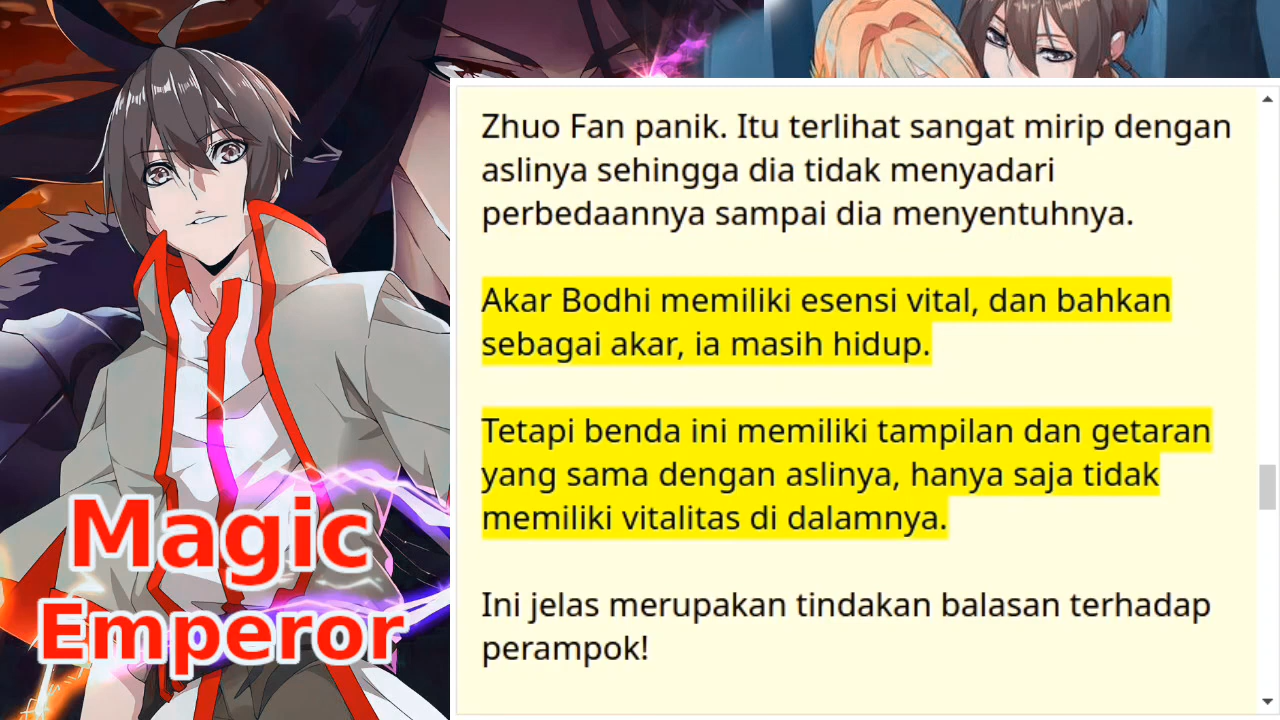 Magic
Emperor
Zhuo Fan panik. Itu terlihat sangat mirip dengan
aslinya sehingga dia tidak menyadari
perbedaannya sampai dia menyentuhnya.
Akar Bodhi memiliki esensi vital, dan bahkan
sebagai akar, ia masih hidup.
Tetapi benda ini memiliki tampilan dan getaran
yang sama dengan aslinya, hanya saja tidak
memiliki vitalitas di dalamnya.
Ini jelas merupakan tindakan balasan terhadap
perampok!